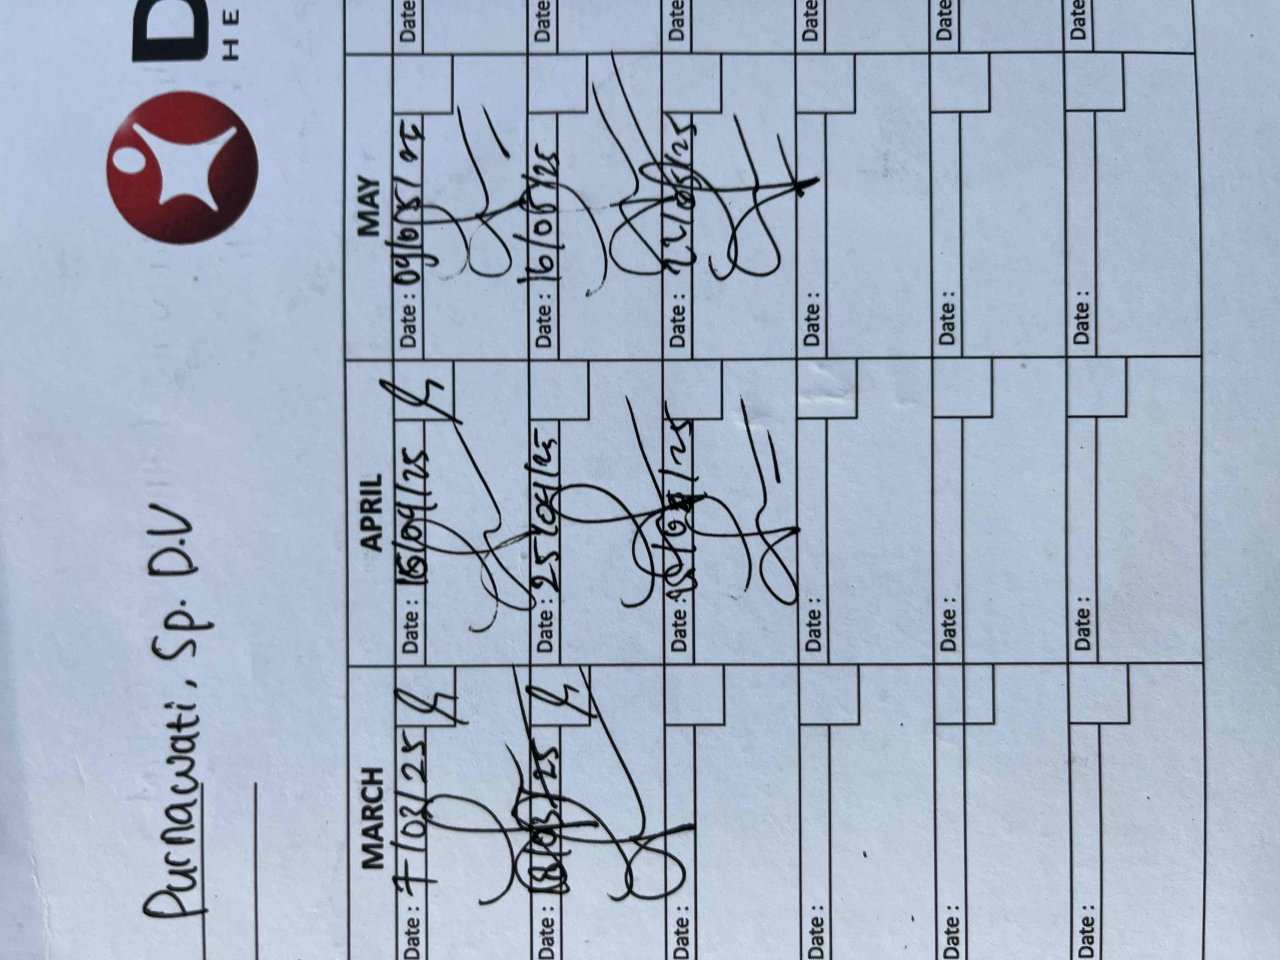 D
HE
Purnawati, Sp. D.V
MARCH APRIL MAY
Date : 7/03/25 Date : 16/04/25 Date : 09/05/25 Date
Date : 18/03/25 Date : 25/04/25 Date : 16/05/25 Date
Date : Date : /25 Date : 22/05/25 Date
Date : Date : Date : Date
Date : Date : Date : Date
Date : Date : Date : Date